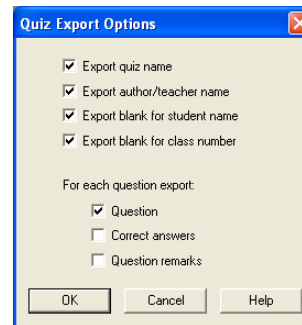 Quiz Export Options
Export quiz name
Export author/teacher name
Export blank for student name
Export blank for class number
For each question export:
Question
Correct answers
Question remarks
OK
Cancel
Help